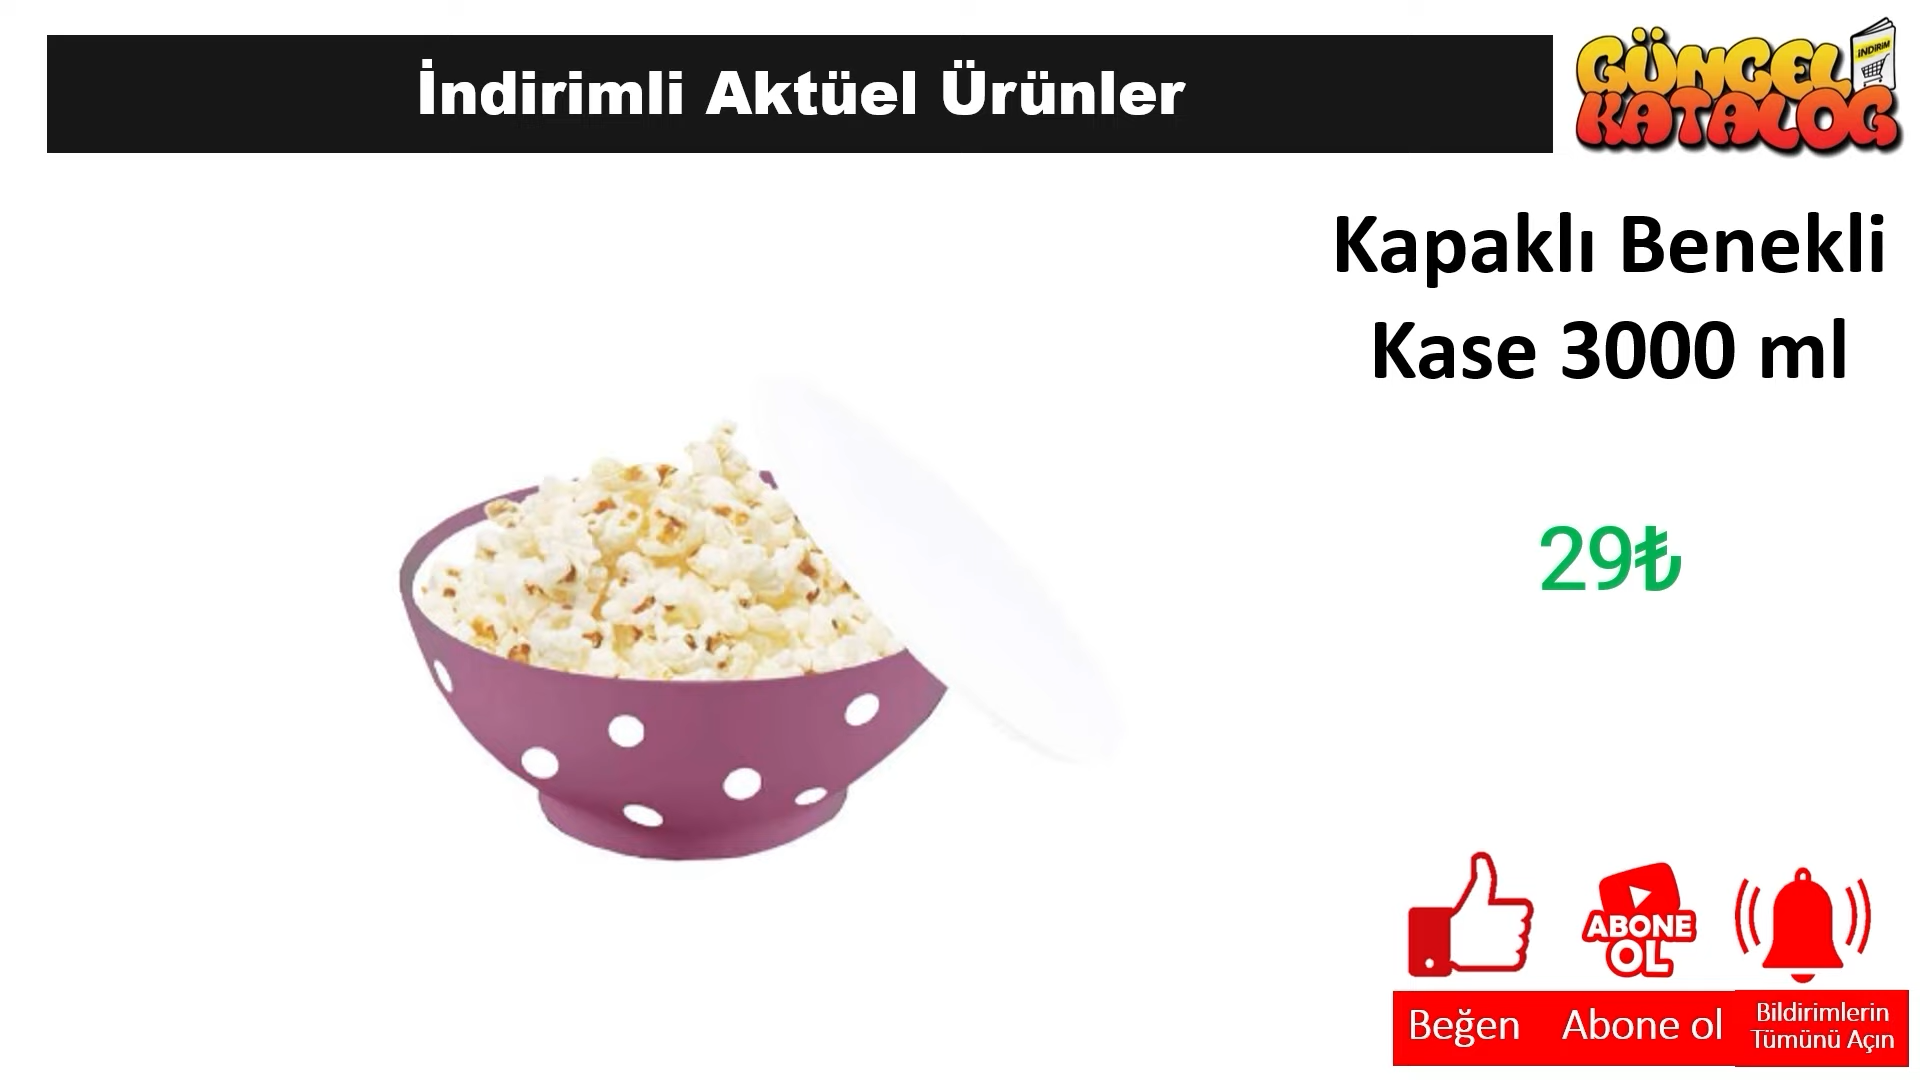 İndirimli Aktüel Ürünler
GÜNCEL
KATALOG
İNDİRİM
Kapaklı Benekli
Kase 3000 ml
29₺
ABONE
OL
Beğen
Abone ol
Bildirimlerin
Tümünü Açın